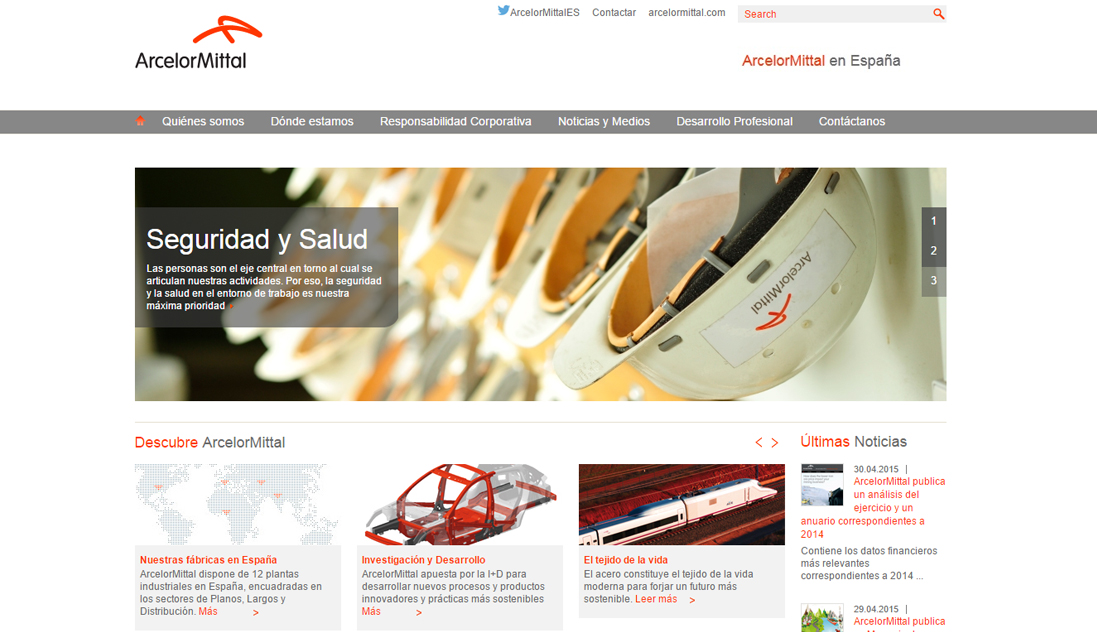 ArcelorMittalES Contactar arcelormittal.com Search
ArcelorMittal
ArcelorMittal en España
Quiénes somos Dónde estamos Responsabilidad Corporativa Noticias y Medios Desarrollo Profesional Contáctanos
Seguridad y Salud
Las personas son el eje central en torno al cual se
articulan nuestras actividades. Por eso, la seguridad
y la salud en el entorno de trabajo es nuestra
máxima prioridad
ArcelorMittal
1
2
3
Descubre ArcelorMittal
< >
Nuestras fábricas en España
ArcelorMittal dispone de 12 plantas
industriales en España, encuadradas en
los sectores de Planos, Largos y
Distribución. Más >
Investigación y Desarrollo
ArcelorMittal apuesta por la I+D para
desarrollar nuevos procesos y productos
innovadores y prácticas más sostenibles
Más >
El tejido de la vida
El acero constituye el tejido de la vida
moderna para forjar un futuro más
sostenible. Leer más >
Últimas Noticias
30.04.2015 |
ArcelorMittal publica
un análisis del
ejercicio y un
anuario correspondientes a
2014
Contiene los datos financieros
más relevantes
correspondientes a 2014 ...
29.04.2015 |
ArcelorMittal publica